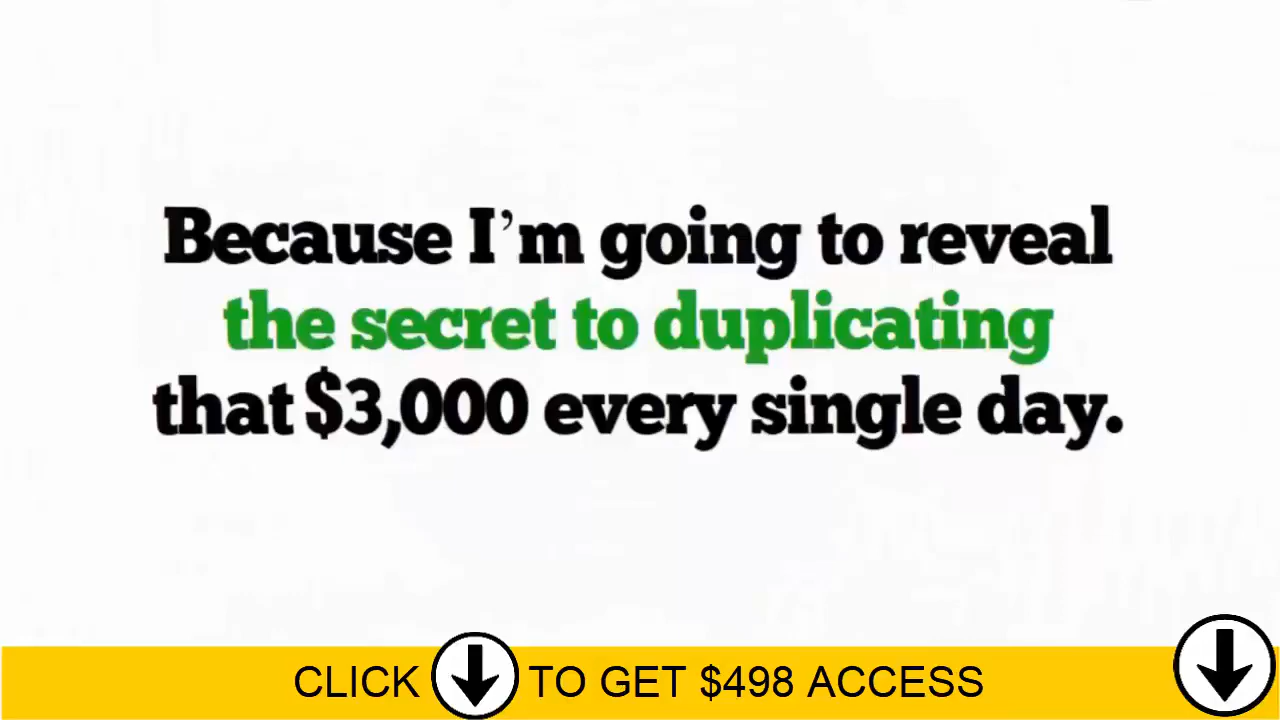 Because I’m going to reveal
the secret to duplicating
that $3,000 every single day.
CLICK TO GET $498 ACCESS